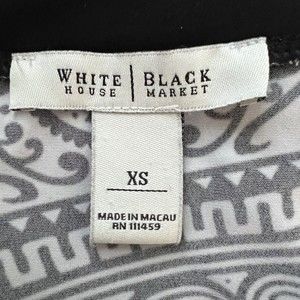 WHITE | BLACK
HOUSE | MARKET
XS
MADE IN MACAU
RN 111459